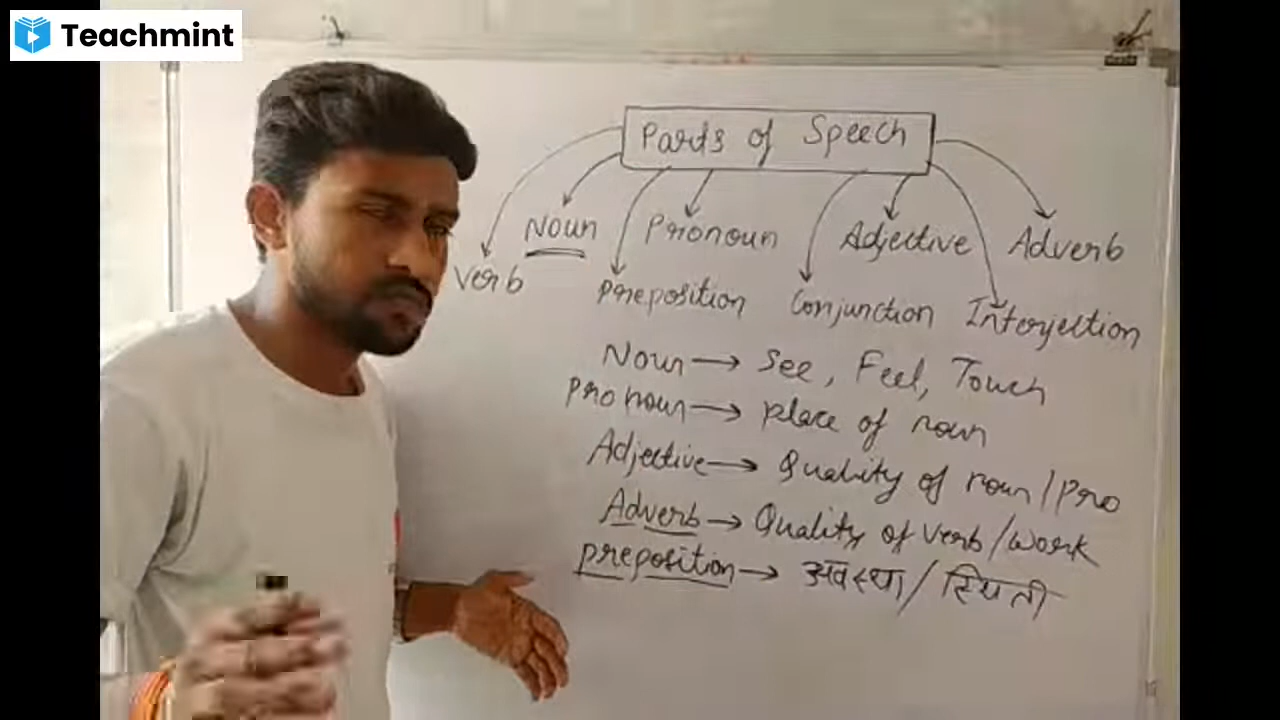 Teachmint
Parts of Speech
Noun Pronoun Adjective Adverb
Verb Preposition Conjunction Interjection
Noun → See, Feel, Touch
Pronoun → place of noun
Adjective → Quality of noun/Pro
Adverb → Quality of verb/work
preposition → अवस्था/स्थिती